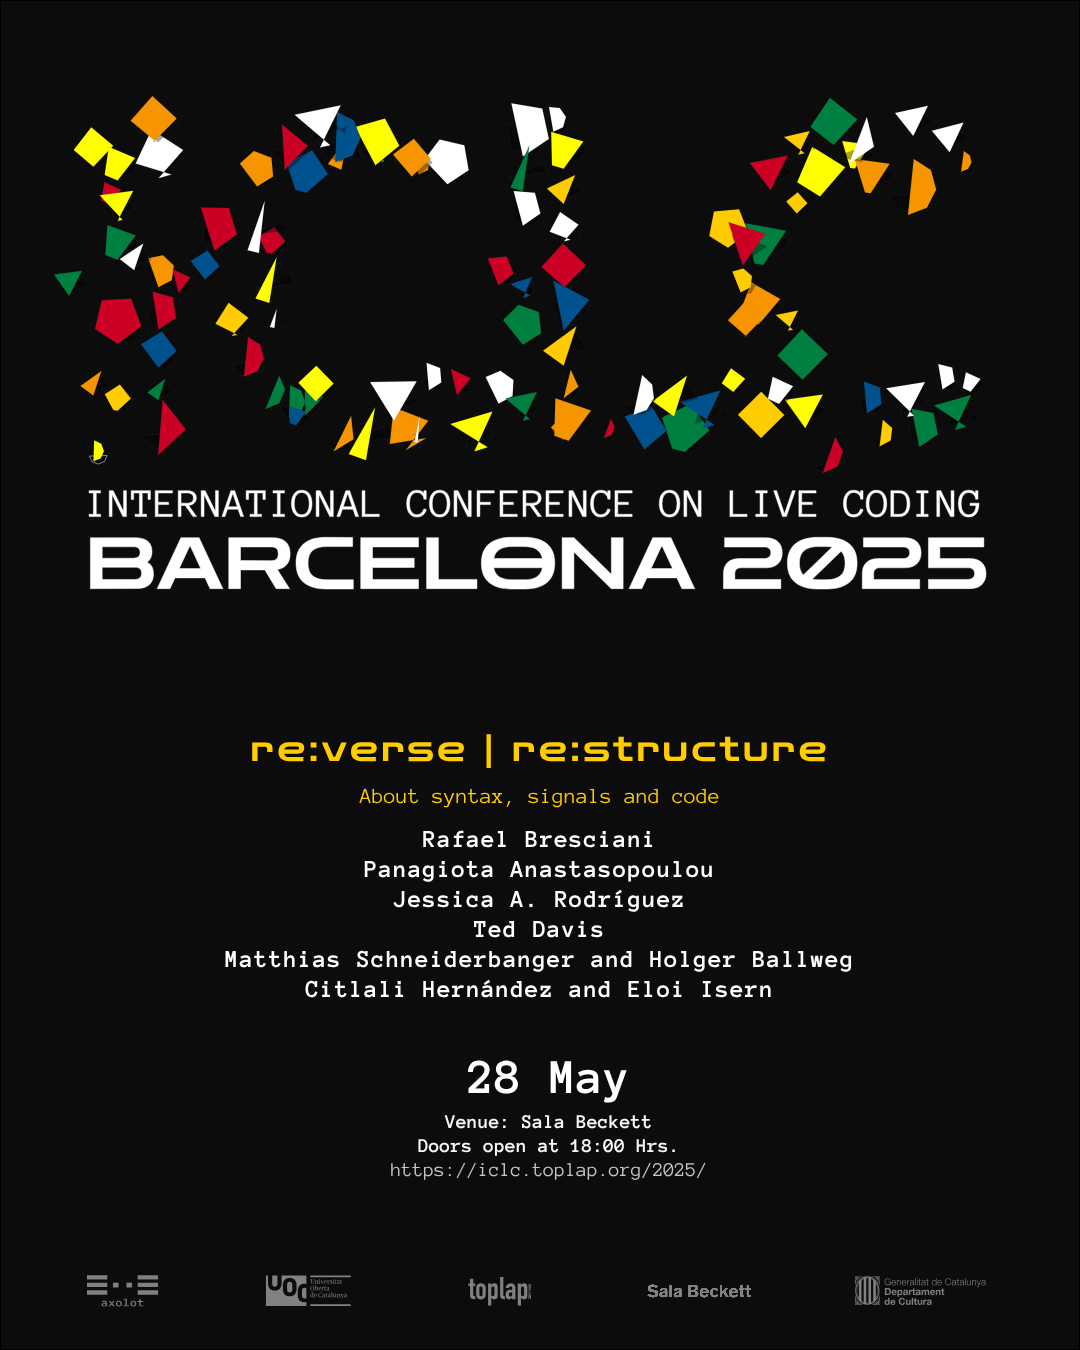 ICLC
INTERNATIONAL CONFERENCE ON LIVE CODING
BARCELONA 2025
re:verse | re:structure
About syntax, signals and code
Rafael Bresciani
Panagiota Anastasopoulou
Jessica A. Rodríguez
Ted Davis
Matthias Schneiderbanger and Holger Ballweg
Citlali Hernández and Eloi Isern
28 May
Venue: Sala Beckett
Doors open at 18:00 Hrs.
https://iclc.toplap.org/2025/
axolot
UOC
Universitat
Oberta
de Catalunya
toplap
Sala Beckett
Generalitat de Catalunya
Departament
de Cultura